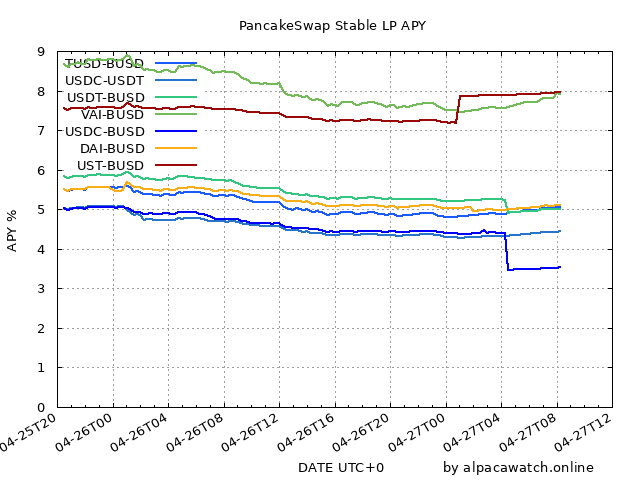 PancakeSwap Stable LP APY
9
8
7
6
5
4
3
2
1
0
APY %
TUSD-BUSD
USDC-USDT
USDT-BUSD
VAI-BUSD
USDC-BUSD
DAI-BUSD
UST-BUSD
04-25T20
04-26T00
04-26T04
04-26T08
04-26T12
04-26T16
04-26T20
04-27T00
04-27T04
04-27T08
04-27T12
DATE UTC+0
by alpacawatch.online